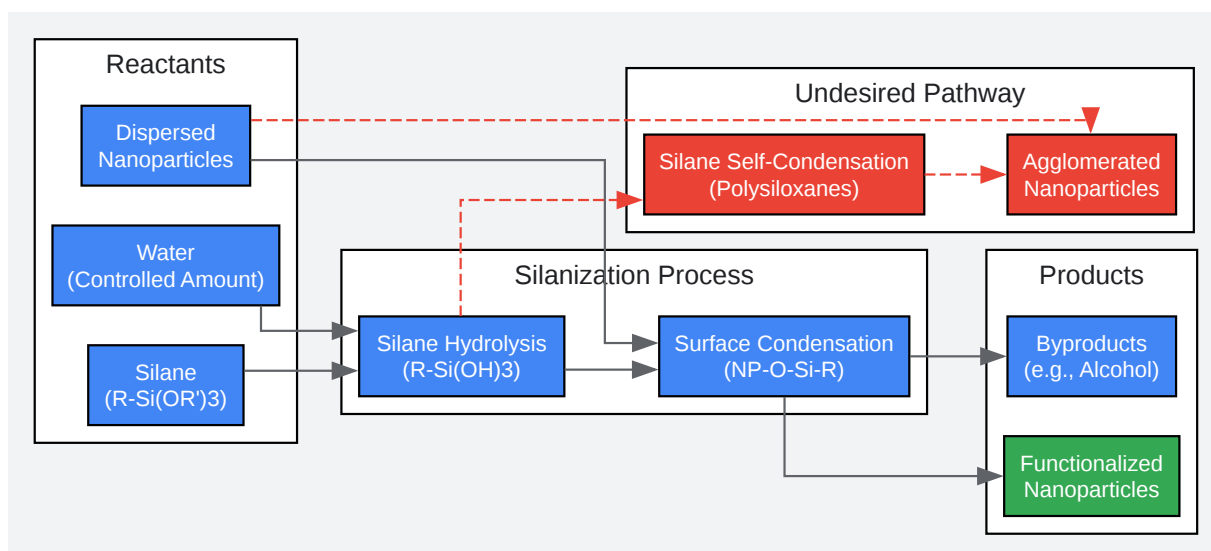 Reactants
Dispersed
Nanoparticles
Water
(Controlled Amount)
Silane
(R-Si(OR')3)
Undesired Pathway
Silane Self-Condensation
(Polysiloxanes)
Agglomerated
Nanoparticles
Silanization Process
Silane Hydrolysis
(R-Si(OH)3)
Surface Condensation
(NP-O-Si-R)
Products
Byproducts
(e.g., Alcohol)
Functionalized
Nanoparticles